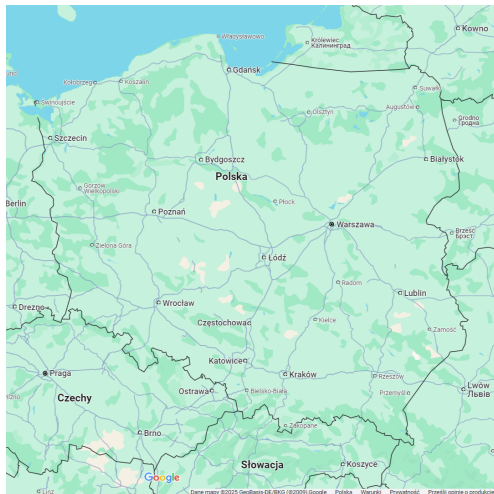 Władysławowo
Królewiec
Калининград
Kowno
Gdańsk
Kołobrzeg
Koszalin
Suwałk
Świnoujście
Augustów
Olsztyn
Grodno
Гродна
Szczecin
Bydgoszcz
Białystok
Polska
Gorzów
Wielkopolski
Berlin
Płock
Poznań
Warszawa
Brześć
Брэст
Zielona Góra
Łódź
Radom
Lublin
Drezno
Wrocław
Częstochowa
Kielce
Zamość
Katowice
Praga
Kraków
Rzeszów
Lwów
Львів
Ostrawa
Bielsko-Biała
Przemyśl
Czechy
Zakopane
Brno
Słowacja
Koszyce
Google
Linz
Dane mapy ©2025 GeoBasis-DE/BKG (©2009) Google Polska Warunki Prywatność Prześlij opinię o produkcie